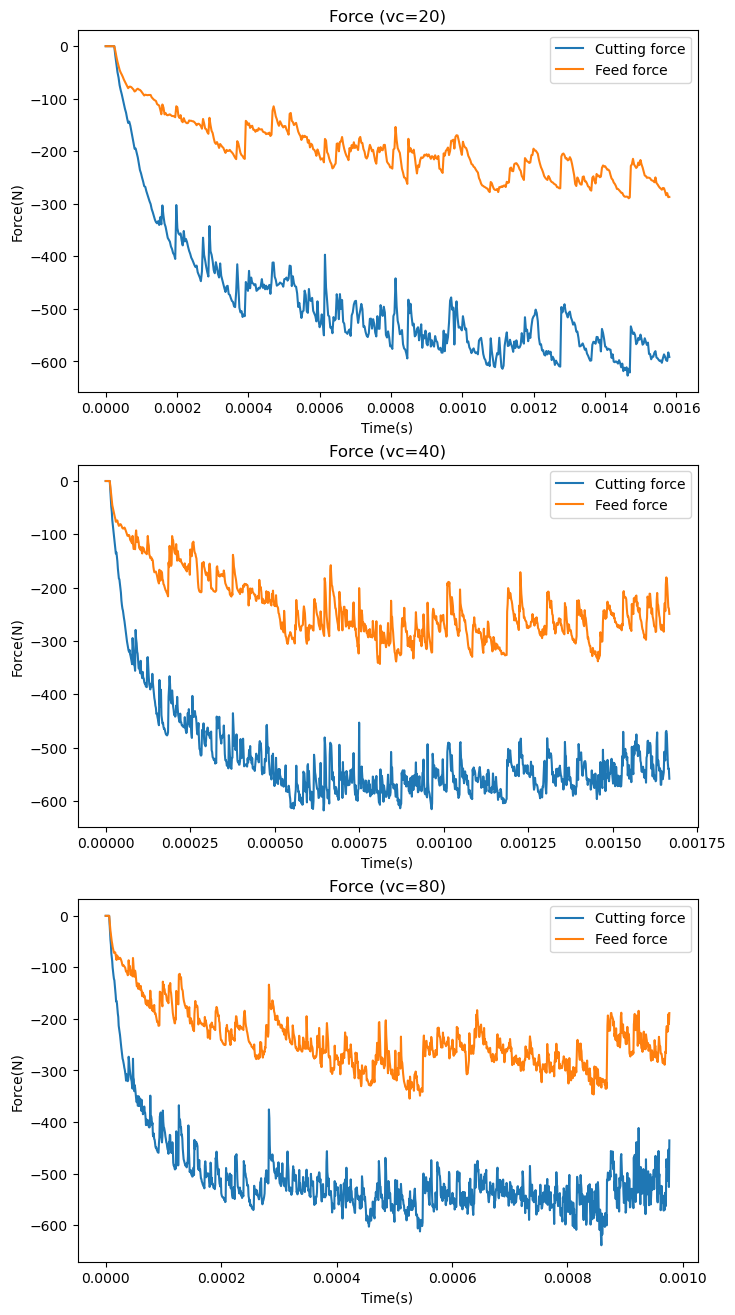 Force (vc=20)
Cutting force
Feed force
0
−100
−200
−300
−400
−500
−600
Force(N)
0.0000 0.0002 0.0004 0.0006 0.0008 0.0010 0.0012 0.0014 0.0016
Time(s)
Force (vc=40)
Cutting force
Feed force
0
−100
−200
−300
−400
−500
−600
Force(N)
0.00000 0.00025 0.00050 0.00075 0.00100 0.00125 0.00150 0.00175
Time(s)
Force (vc=80)
Cutting force
Feed force
0
−100
−200
−300
−400
−500
−600
Force(N)
0.0000 0.0002 0.0004 0.0006 0.0008 0.0010
Time(s)